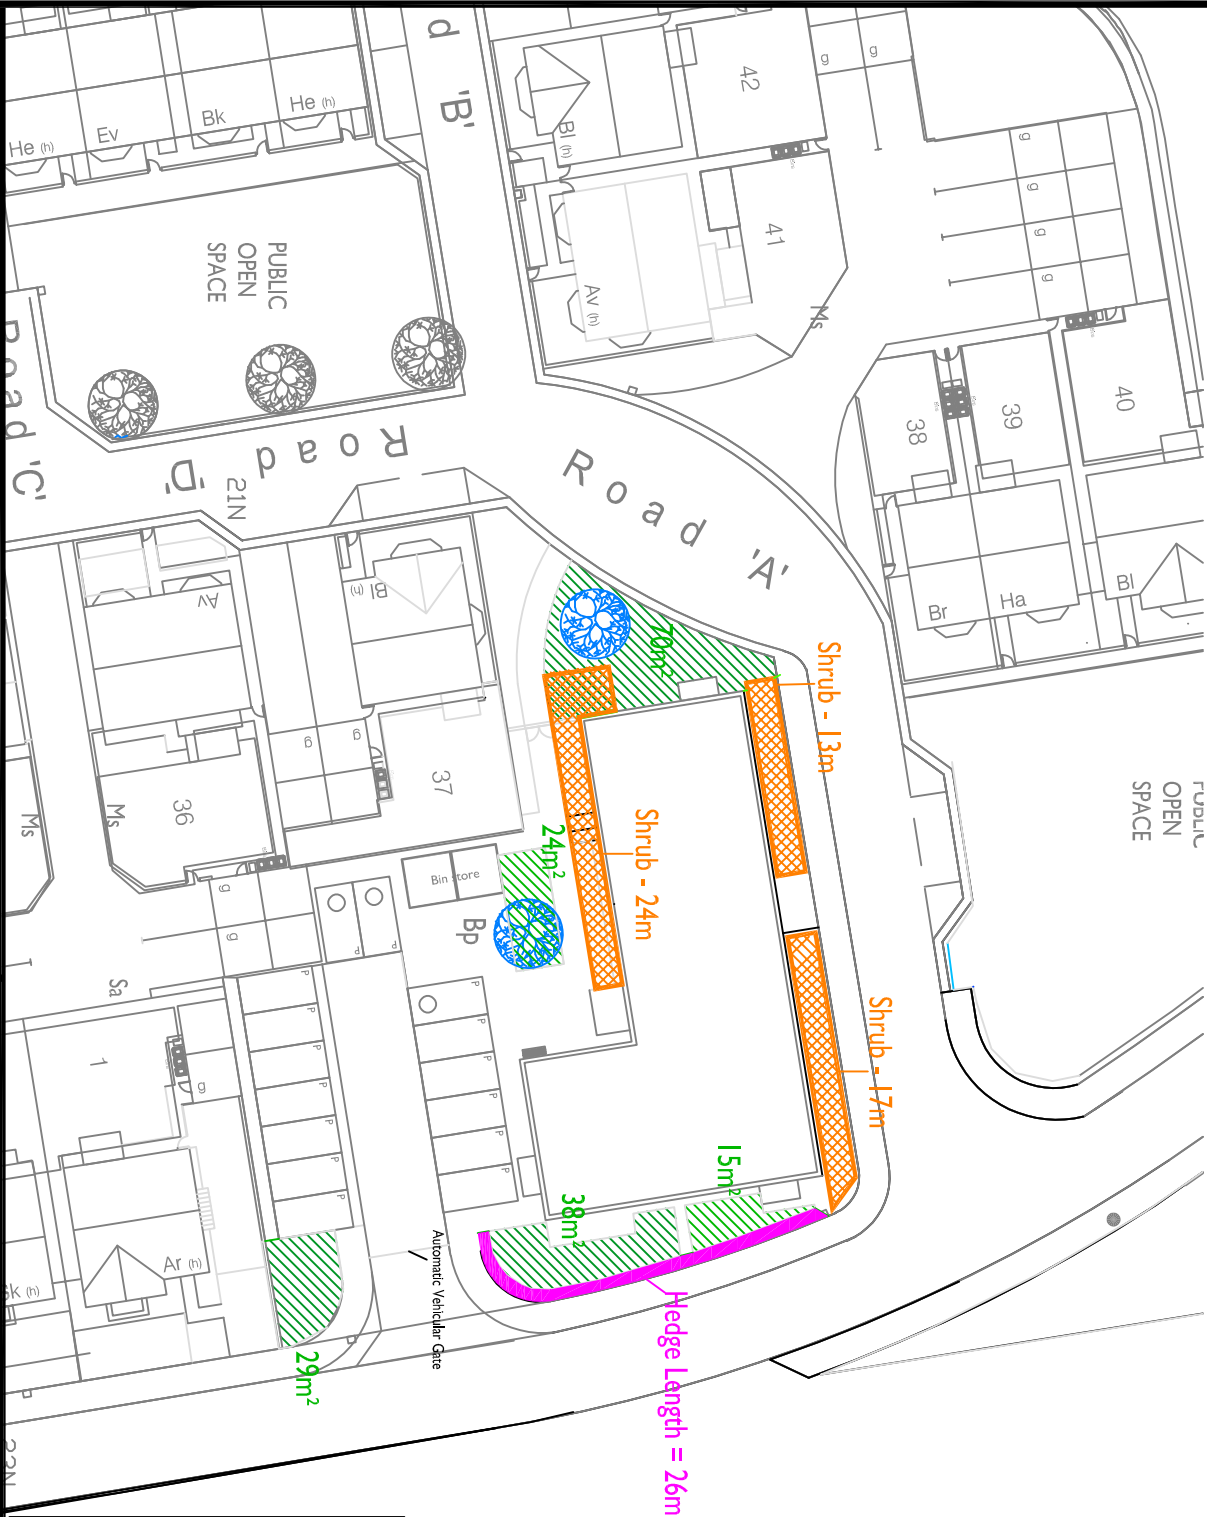 d 'B'
42
g
g
He (h)
Bk
Ev
He (h)
Bl (h)
g
g
g
g
41
PUBLIC
OPEN
SPACE
Av (h)
Ms
Road 'C'
Road 'D'
21N
Road 'A'
38
39
40
Br
Ha
Bl
Av
Bl (h)
70m²
Shrub - 13m
g
g
37
36
Ms
Ms
24m²
Shrub - 24m
PUBLIC
OPEN
SPACE
Bin store
Bp
g
g
P
P
Sa
Shrub - 17m
P
P
P
P
P
P
P
P
P
P
P
1
g
15m²
38m²
Ar (h)
Automatic Vehicular Gate
29m²
Hedge Length = 26m